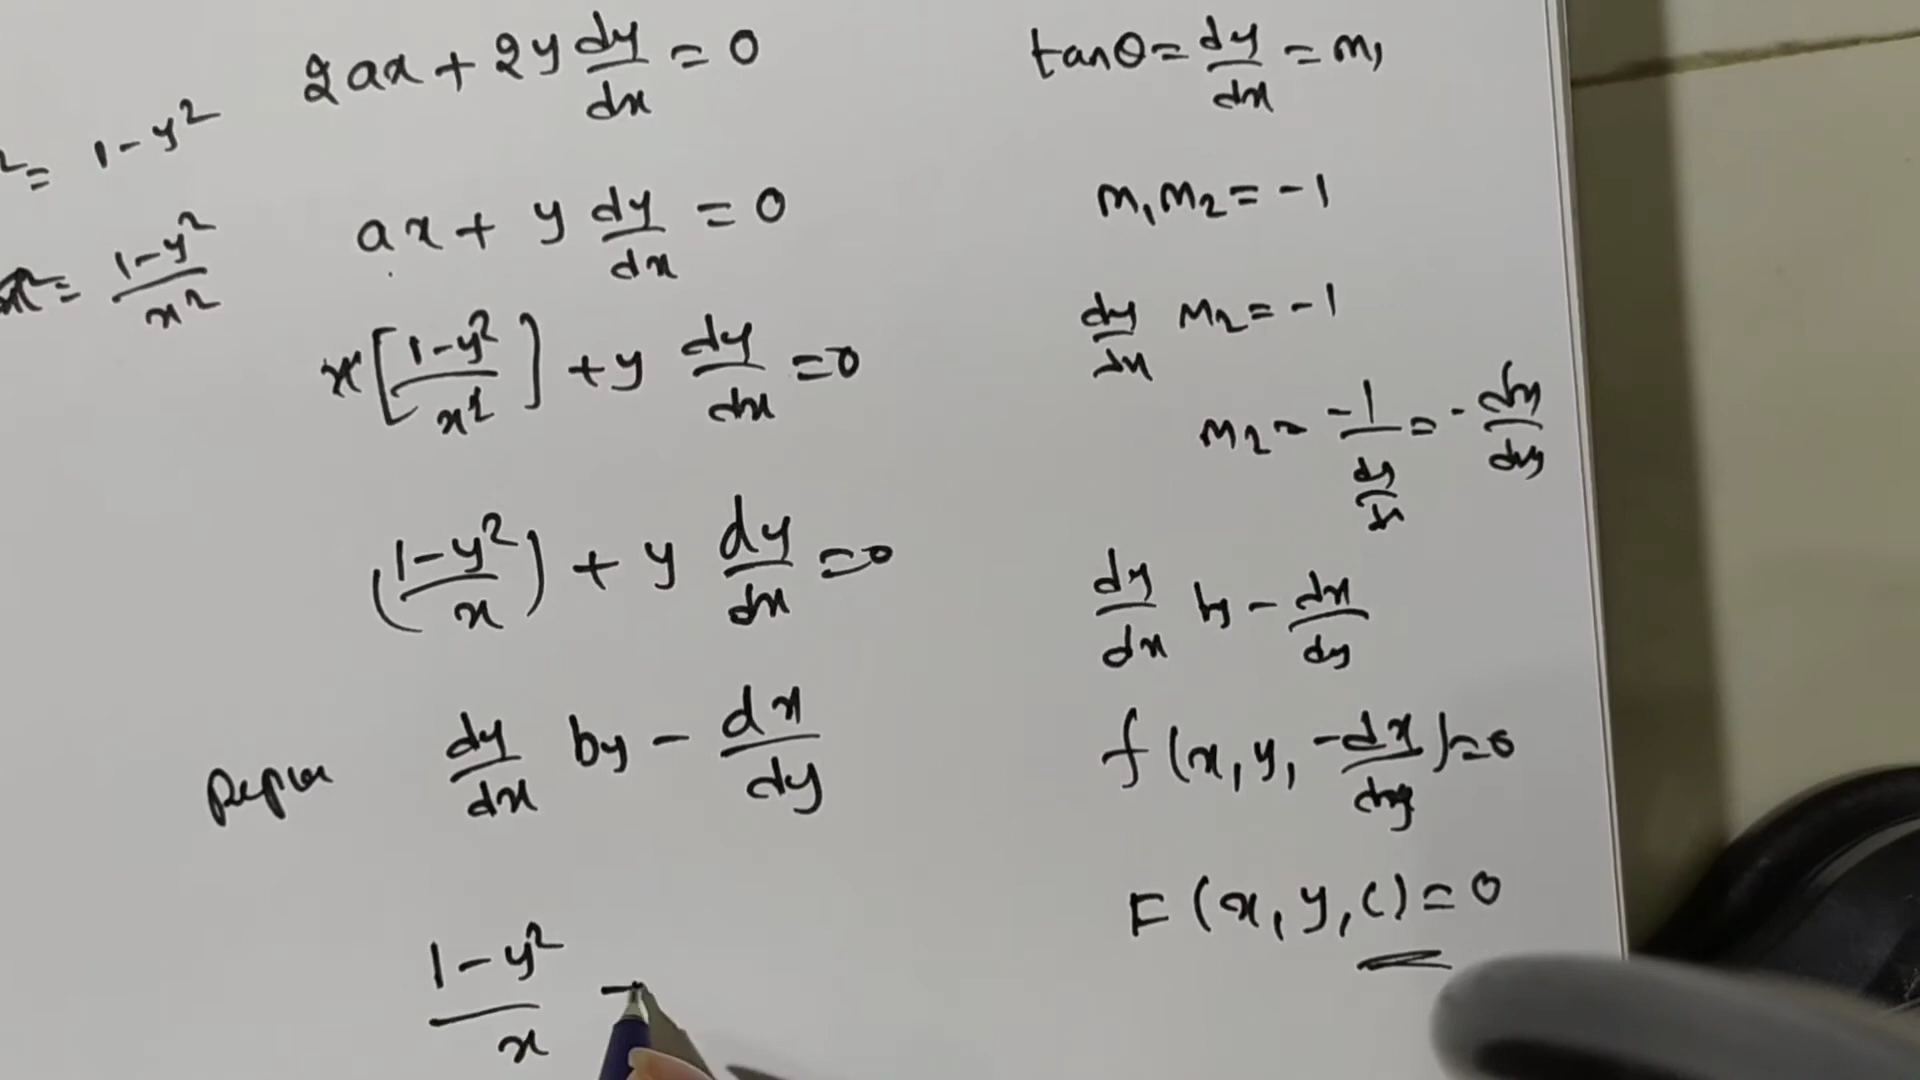 2ax + 2y dy/dx = 0
² = 1-y²
ax + y dy/dx = 0
x² = 1-y²/x²
x[1-y²/x²] + y dy/dx = 0
(1-y²/x) + y dy/dx = 0
dy/dx by - dx/dy
1-y²/x -
tanθ = dy/dx = m₁
m₁m₂ = -1
dy/dx m₂ = -1
m₂ = -1/(dy/dx) = - dx/dy
dy/dx by - dx/dy
f(x, y, -dx/dy) = 0
F(x, y, c) = 0